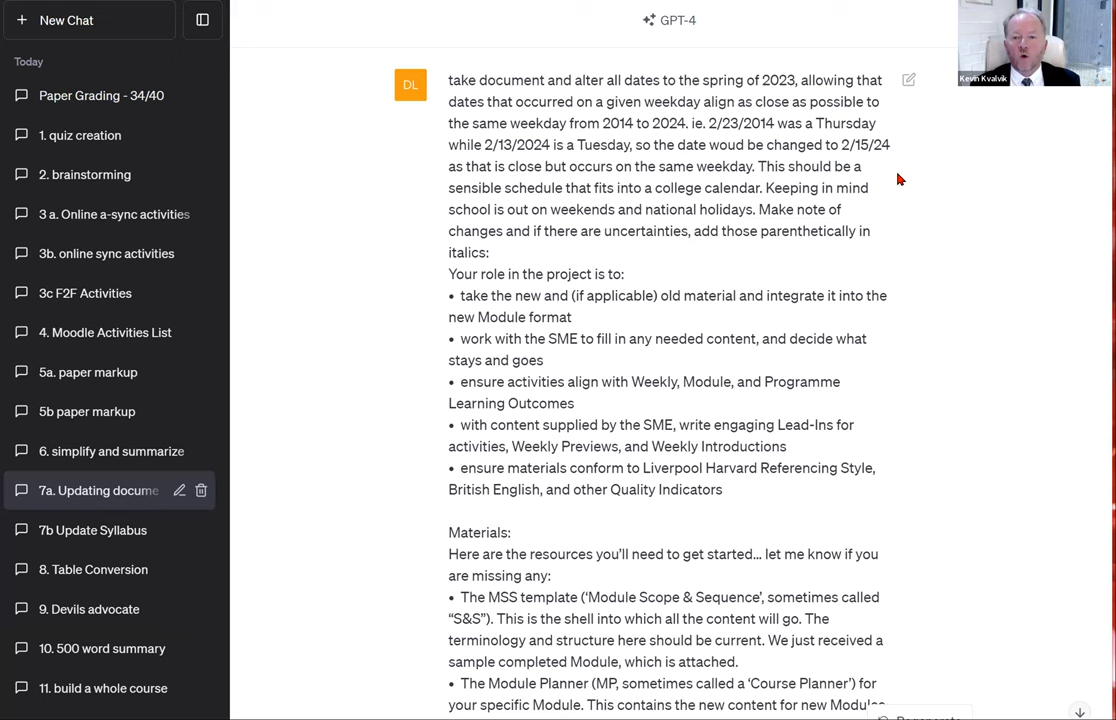 New Chat
GPT-4
Today
Paper Grading - 34/40
1. quiz creation
2. brainstorming
3 a. Online a-sync activities
3b. online sync activities
3c F2F Activities
4. Moodle Activities List
5a. paper markup
5b paper markup
6. simplify and summarize
7a. Updating docume
7b Update Syllabus
8. Table Conversion
9. Devils advocate
10. 500 word summary
11. build a whole course
DL
take document and alter all dates to the spring of 2023, allowing that
dates that occurred on a given weekday align as close as possible to
the same weekday from 2014 to 2024. ie. 2/23/2014 was a Thursday
while 2/13/2024 is a Tuesday, so the date woud be changed to 2/15/24
as that is close but occurs on the same weekday. This should be a
sensible schedule that fits into a college calendar. Keeping in mind
school is out on weekends and national holidays. Make note of
changes and if there are uncertainties, add those parenthetically in
italics:
Your role in the project is to:
• take the new and (if applicable) old material and integrate it into the
new Module format
• work with the SME to fill in any needed content, and decide what
stays and goes
• ensure activities align with Weekly, Module, and Programme
Learning Outcomes
• with content supplied by the SME, write engaging Lead-Ins for
activities, Weekly Previews, and Weekly Introductions
• ensure materials conform to Liverpool Harvard Referencing Style,
British English, and other Quality Indicators
Materials:
Here are the resources you'll need to get started... let me know if you
are missing any:
• The MSS template ('Module Scope & Sequence', sometimes called
"S&S"). This is the shell into which all the content will go. The
terminology and structure here should be current. We just received a
sample completed Module, which is attached.
• The Module Planner (MP, sometimes called a 'Course Planner') for
your specific Module. This contains the new content for new Modules
Kevin Kvalvik